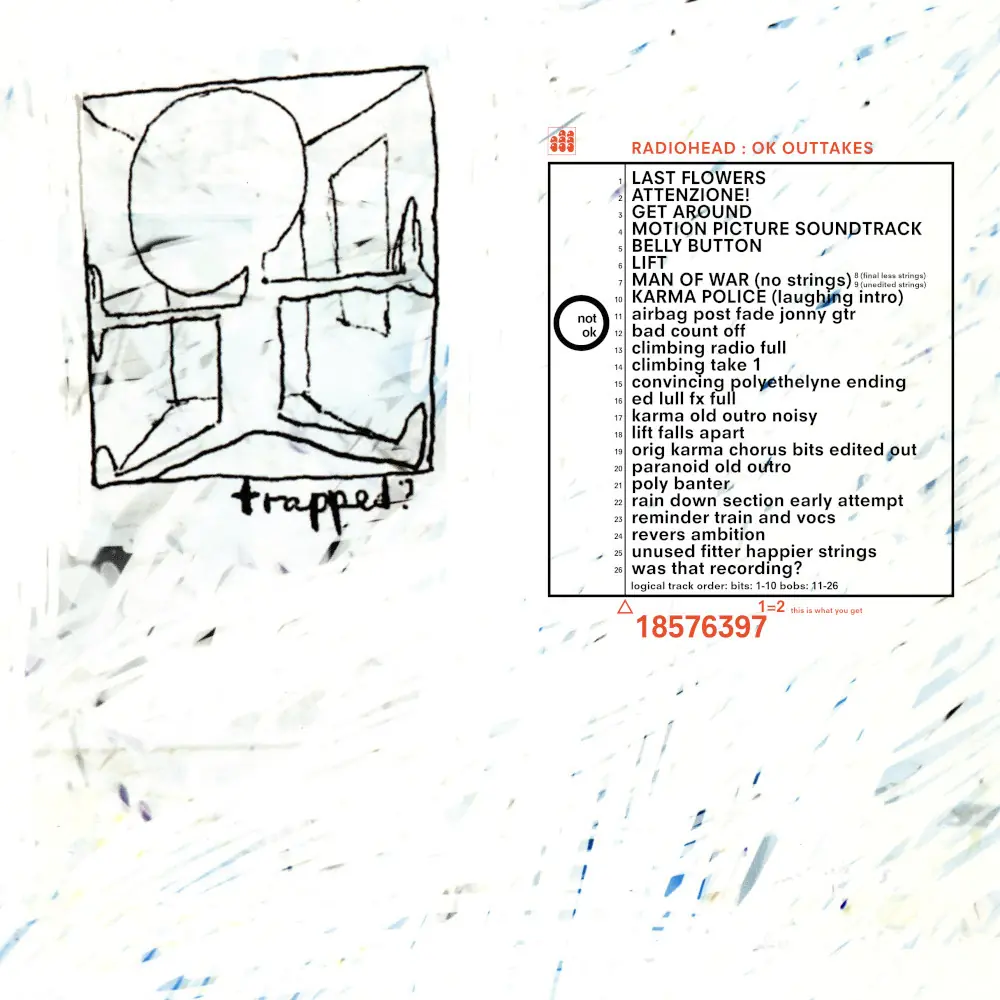 trapped?
RADIOHEAD : OK OUTTAKES
1 LAST FLOWERS
2 ATTENZIONE!
3 GET AROUND
4 MOTION PICTURE SOUNDTRACK
5 BELLY BUTTON
6 LIFT
7 MAN OF WAR (no strings) 8 (final less strings)
9 (unedited strings)
10 KARMA POLICE (laughing intro)
11 airbag post fade jonny gtr
12 bad count off
13 climbing radio full
14 climbing take 1
15 convincing polyethelyne ending
16 ed lull fx full
17 karma old outro noisy
18 lift falls apart
19 orig karma chorus bits edited out
20 paranoid old outro
21 poly banter
22 rain down section early attempt
23 reminder train and vocs
24 revers ambition
25 unused fitter happier strings
26 was that recording?
logical track order: bits: 1-10 bobs: 11-26
not
ok
1=2 this is what you get
18576397